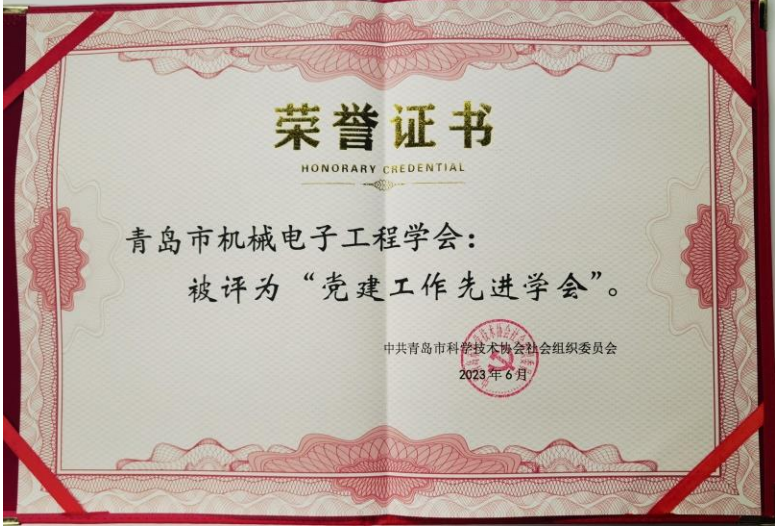 荣誉证书
HONORARY CREDENTIAL
青岛市机械电子工程学会：
被评为“党建工作先进学会”。
中共青岛市科学技术协会社会组织委员会
2023年6月